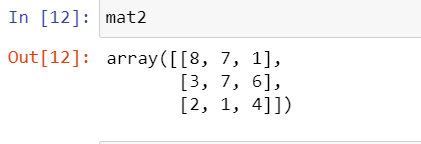 In [12]: mat2
Out[12]: array([[8, 7, 1],
[3, 7, 6],
[2, 1, 4]])